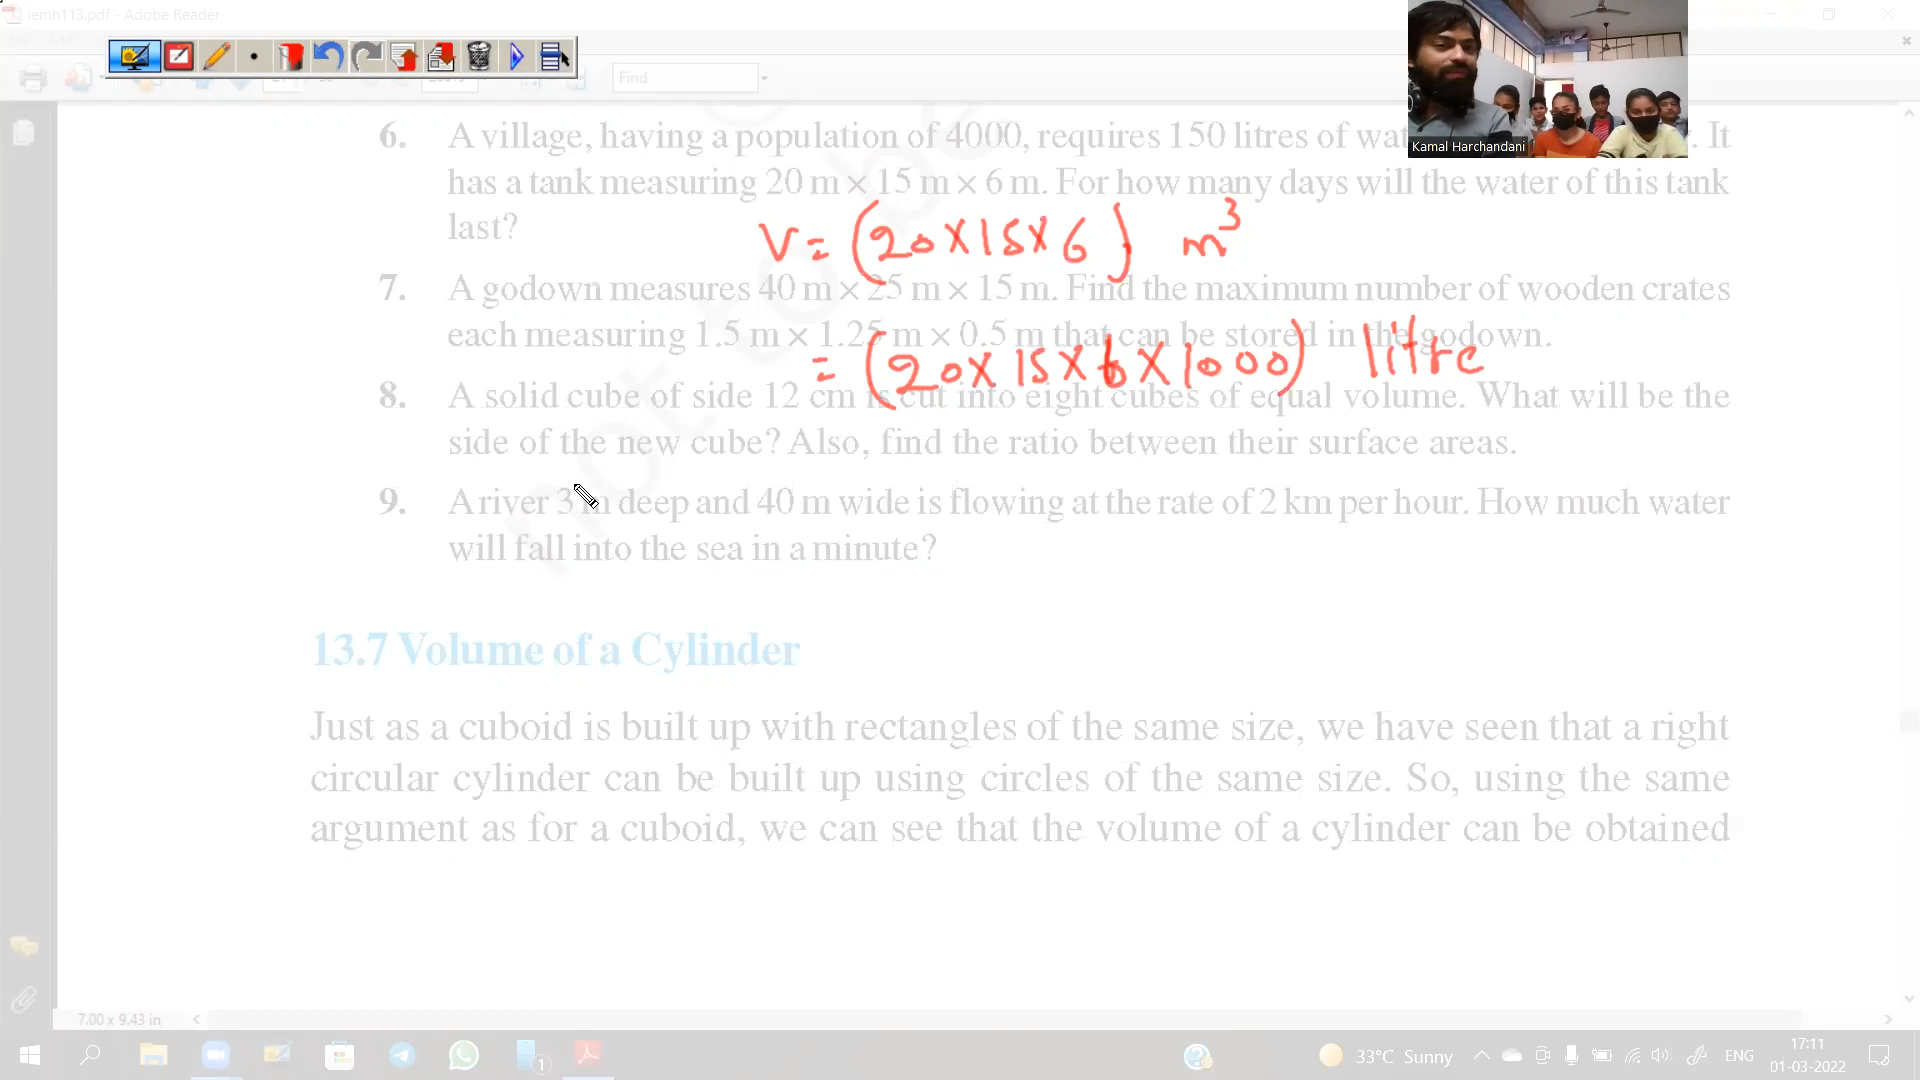 iemh113.pdf - Adobe Reader
Find
Kamal Harchandani
6. A village, having a population of 4000, requires 150 litres of wat . It
has a tank measuring 20 m × 15 m × 6 m. For how many days will the water of this tank
last?
V = (20×15×6) m³
7. A godown measures 40 m × 25 m × 15 m. Find the maximum number of wooden crates
each measuring 1.5 m × 1.25 m × 0.5 m that can be stored in the godown.
= (20×15×6×1000) litre
8. A solid cube of side 12 cm is cut into eight cubes of equal volume. What will be the
side of the new cube? Also, find the ratio between their surface areas.
9. A river 3 m deep and 40 m wide is flowing at the rate of 2 km per hour. How much water
will fall into the sea in a minute?
not to be
13.7 Volume of a Cylinder
Just as a cuboid is built up with rectangles of the same size, we have seen that a right
circular cylinder can be built up using circles of the same size. So, using the same
argument as for a cuboid, we can see that the volume of a cylinder can be obtained
7.00 x 9.43 in
1
33°C Sunny
ENG
17:11
01-03-2022